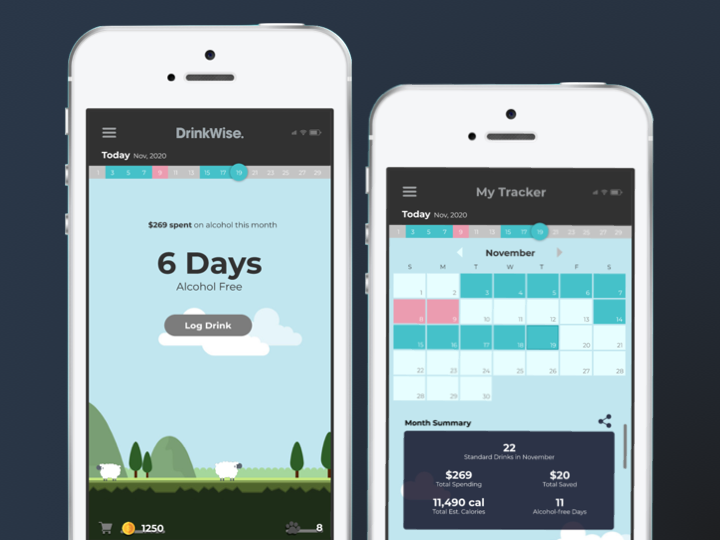 DrinkWise.
Today Nov, 2020
1 3 5 7 9 11 13 15 17 19 21 23 25 27 29
$269 spent on alcohol this month
6 Days
Alcohol Free
Log Drink
1250
8
My Tracker
Today Nov, 2020
1 3 5 7 9 11 13 15 17 19 21 23 25 27 29
November
S M T W T F S
1 2 3 4 5 6 7
8 9 10 11 12 13 14
15 16 17 18 19 20 21
22 23 24 25 26 27 28
28 29 30
Month Summary
22
Standard Drinks in November
$269 $20
Total Spending Total Saved
11,490 cal 11
Total Est. Calories Alcohol-free Days